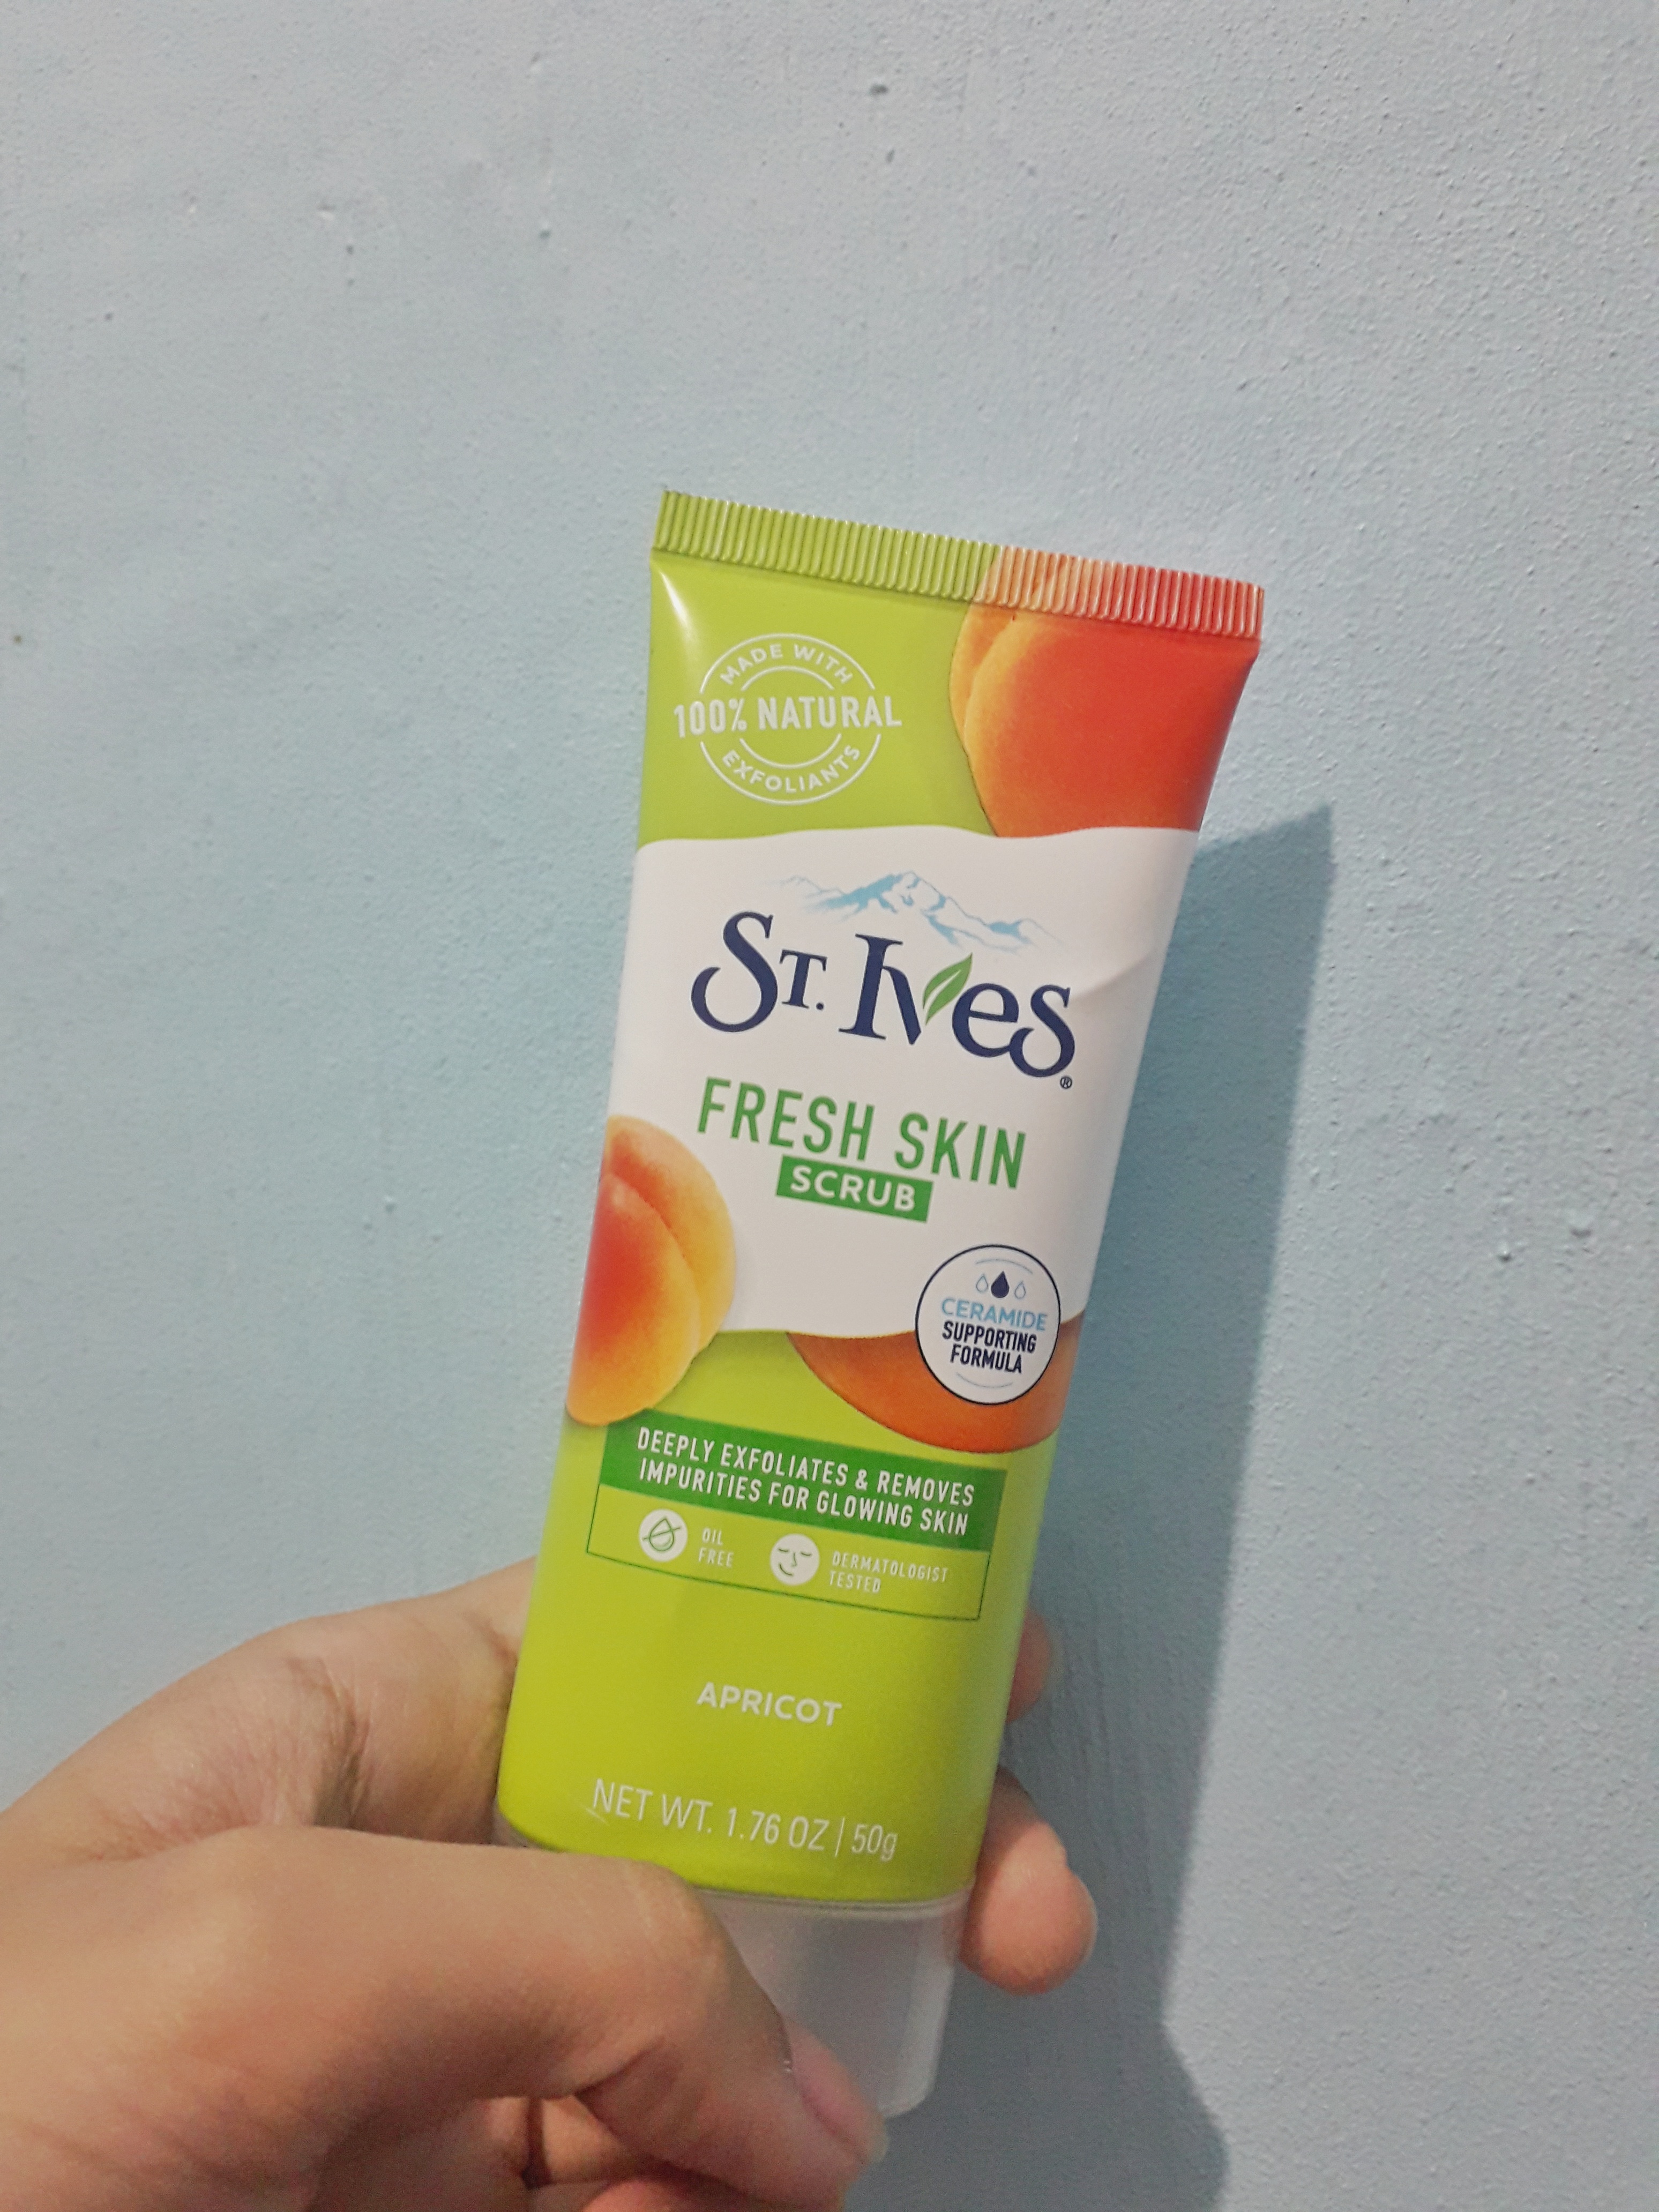 MADE WITH
100% NATURAL
EXFOLIANTS
ST. IVES®
FRESH SKIN
SCRUB
CERAMIDE
SUPPORTING
FORMULA
DEEPLY EXFOLIATES & REMOVES
IMPURITIES FOR GLOWING SKIN
OIL
FREE
DERMATOLOGIST
TESTED
APRICOT
NET WT. 1.76 OZ | 50g